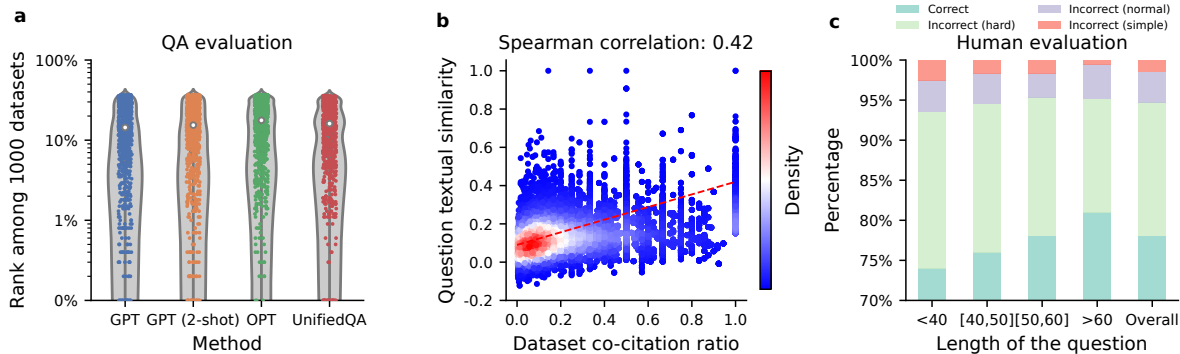 a
QA evaluation
Rank among 1000 datasets
100%
10%
1%
0%
GPT
GPT (2-shot)
OPT
UnifiedQA
Method
b
Spearman correlation: 0.42
Question textual similarity
1.0
0.8
0.6
0.4
0.2
0.0
-0.2
0.0
0.2
0.4
0.6
0.8
1.0
Dataset co-citation ratio
Density
c
Correct
Incorrect (hard)
Incorrect (normal)
Incorrect (simple)
Human evaluation
Percentage
100%
95%
90%
85%
80%
75%
70%
<40
[40,50]
[50,60]
>60
Overall
Length of the question